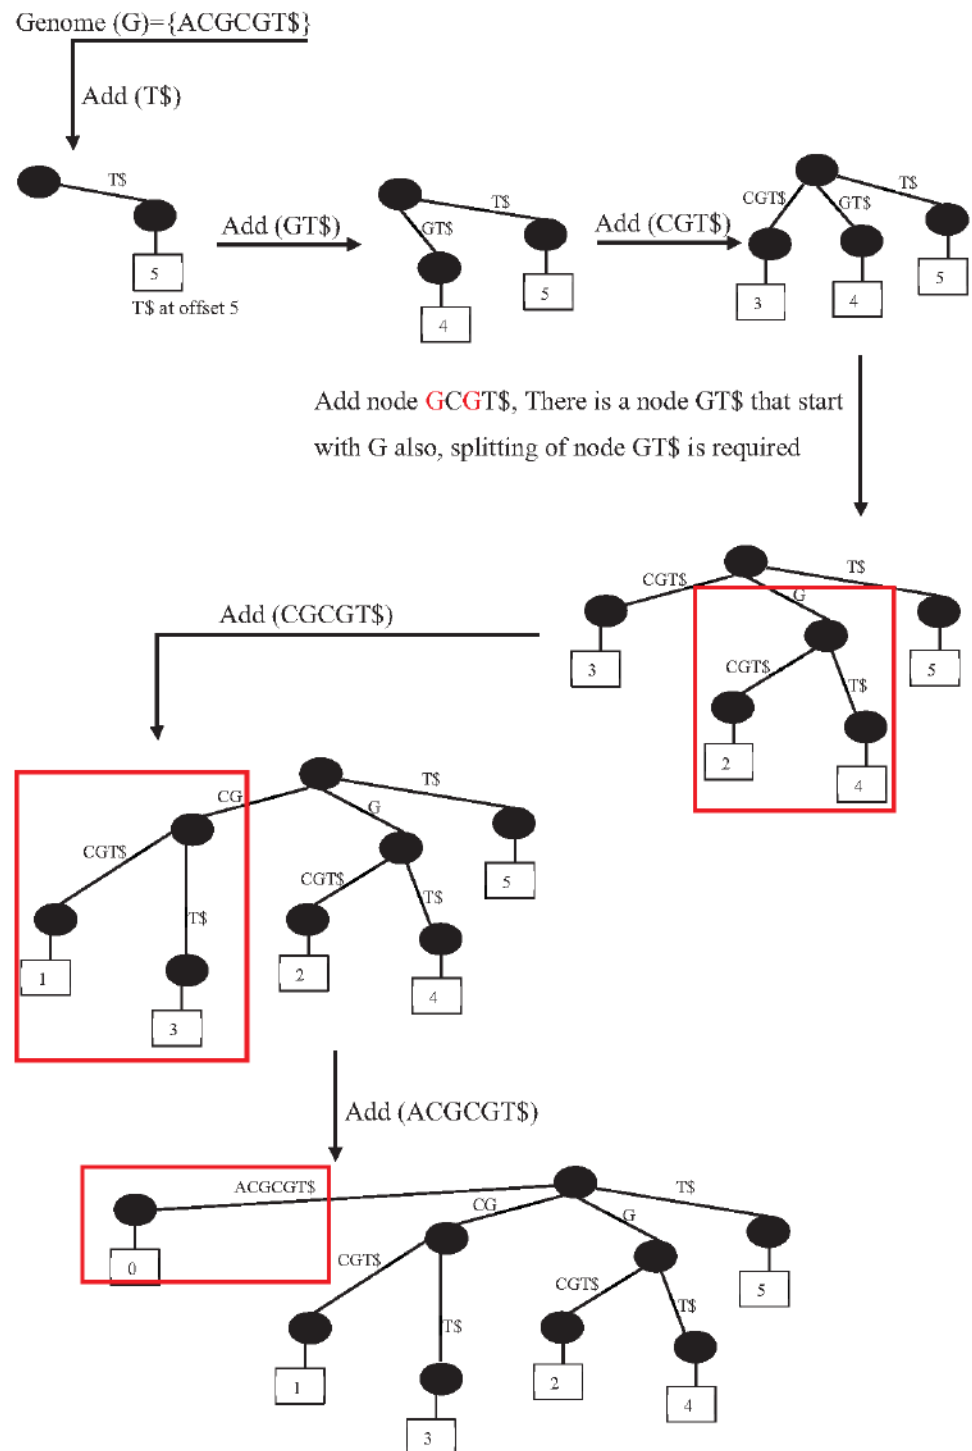 Genome (G)={ACGCGT$}
Add (T$)
T$
5
T$ at offset 5
Add (GT$)
T$
GT$
5
4
Add (CGT$)
CGT$
GT$
T$
3
4
5
Add node GCGT$, There is a node GT$ that start
with G also, splitting of node GT$ is required
CGT$
G
T$
3
5
CGT$
T$
2
4
Add (CGCGT$)
CG
G
T$
CGT$
T$
CGT$
T$
5
1
3
2
4
Add (ACGCGT$)
ACGCGT$
CG
G
T$
0
CGT$
T$
CGT$
T$
5
1
3
2
4